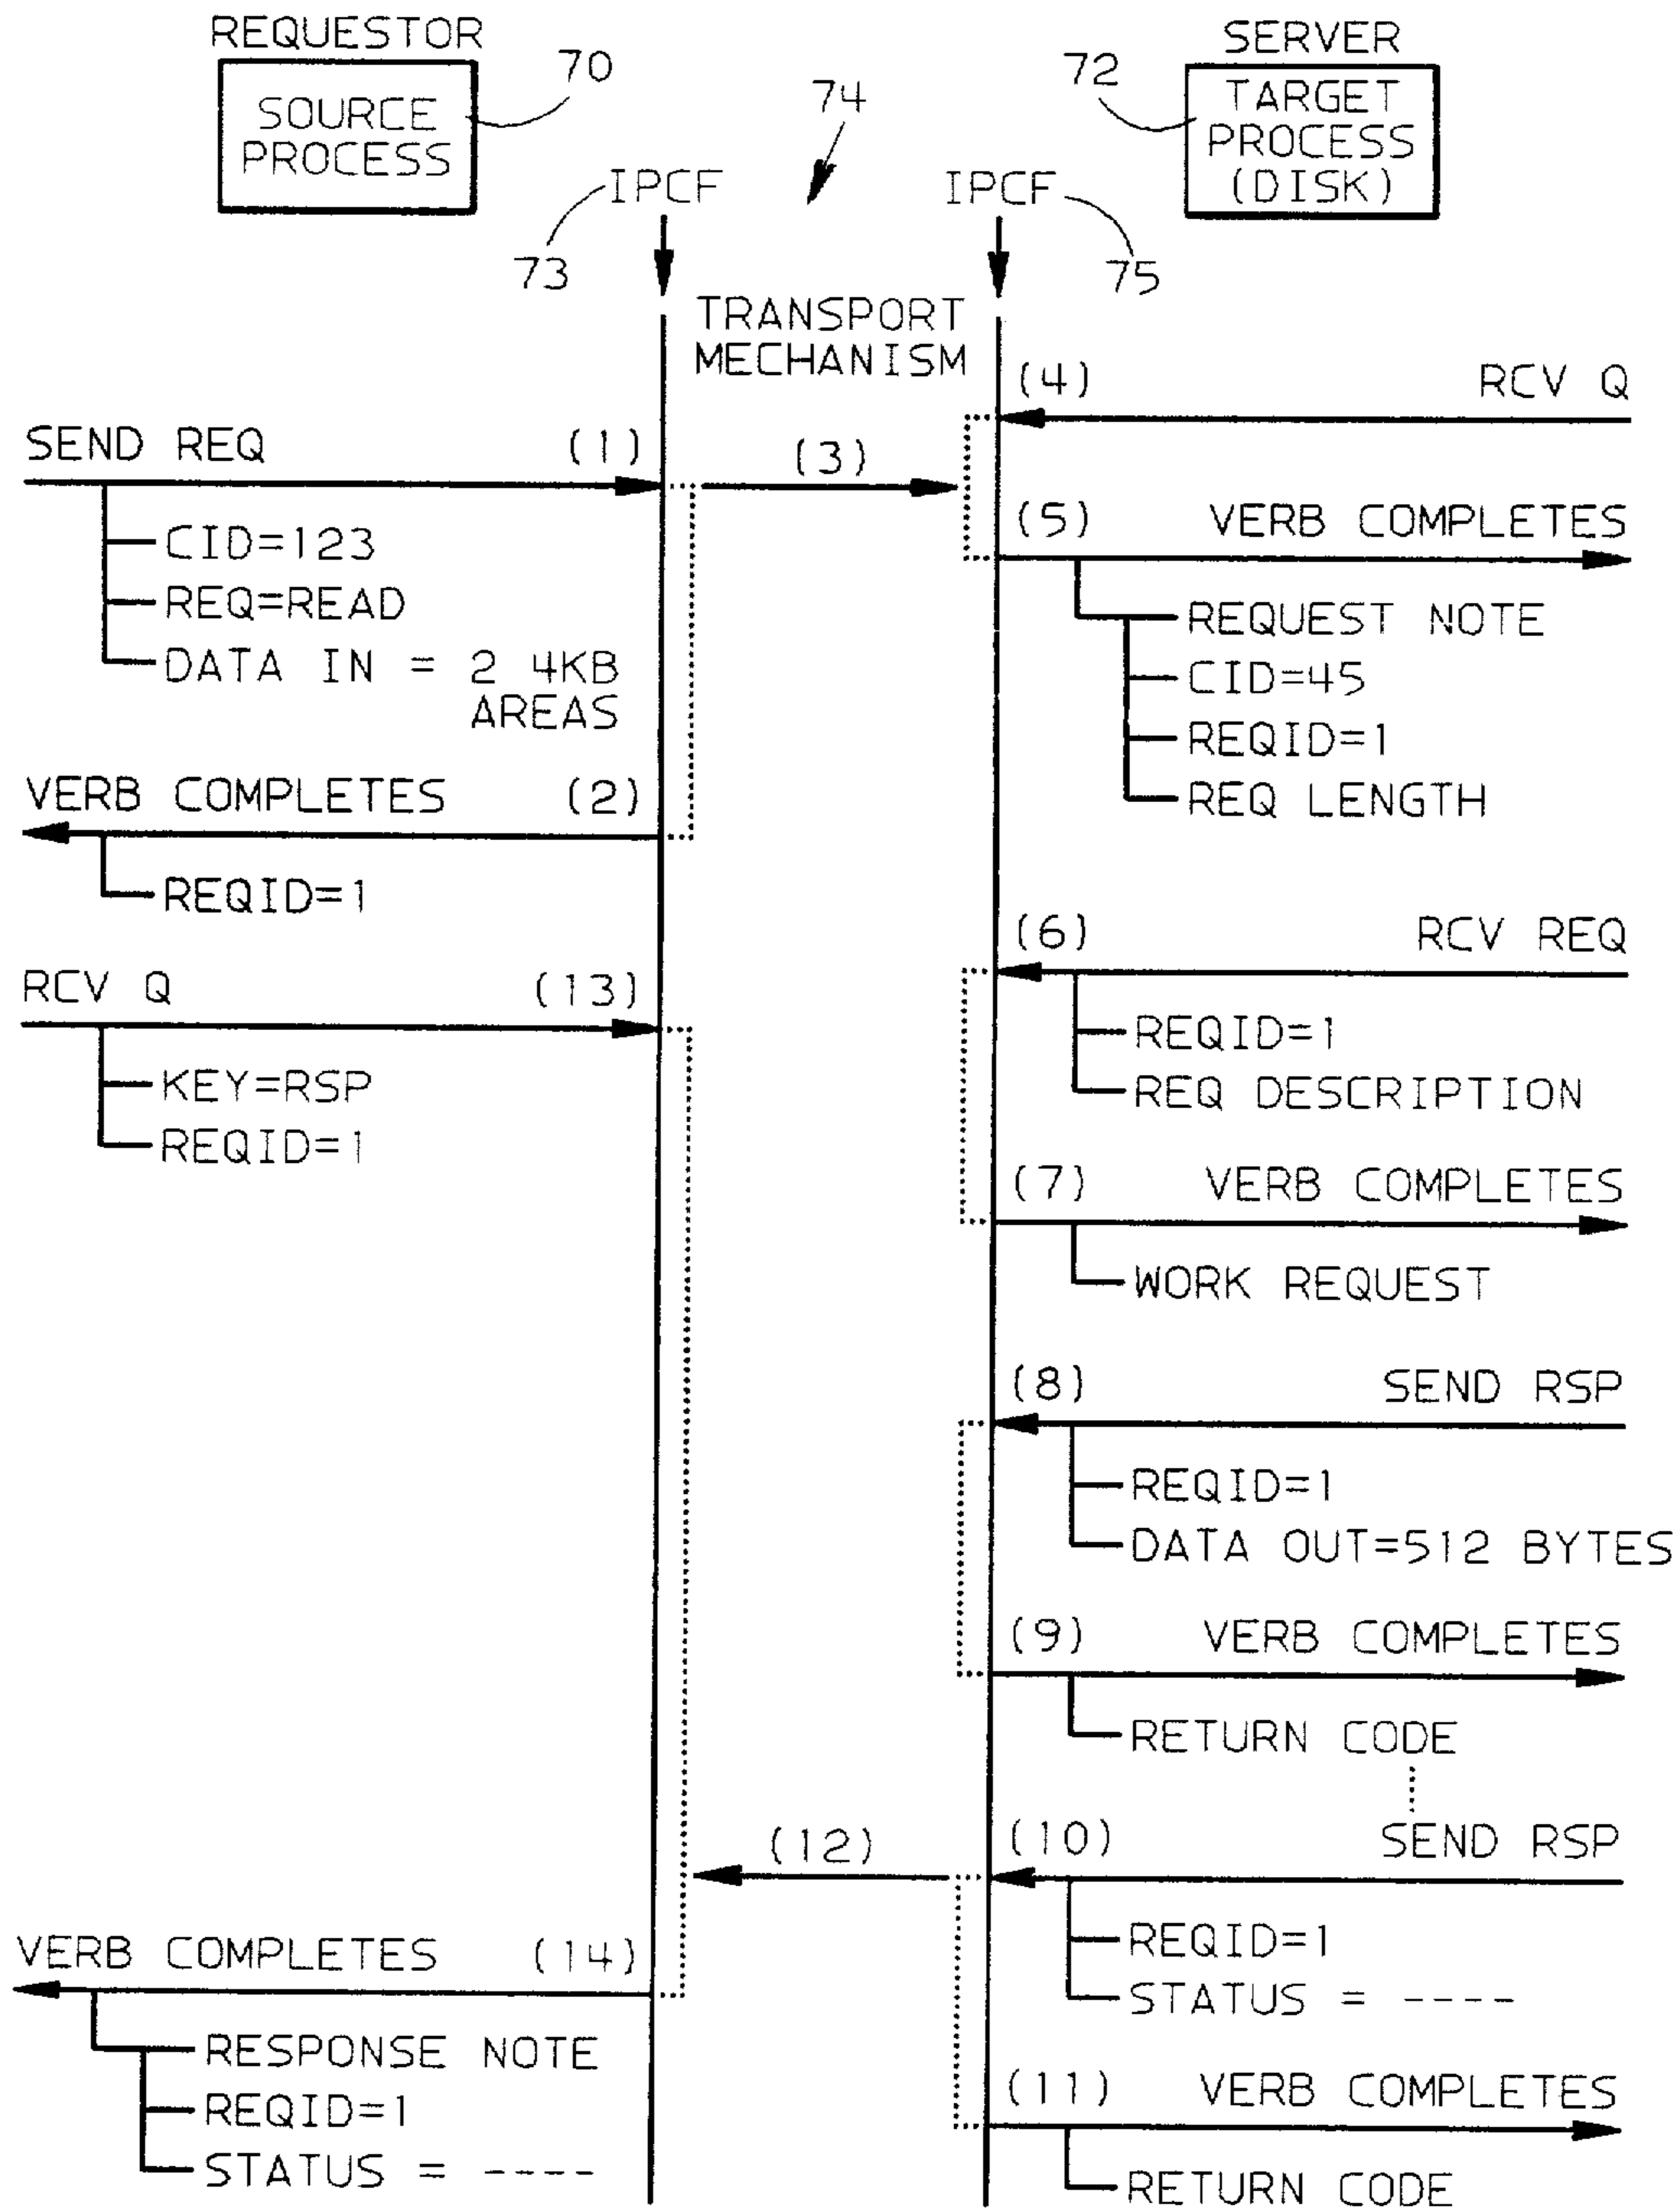 REQUESTOR
SOURCE
PROCESS
70
74
SERVER
72
TARGET
PROCESS
(DISK)
IPCF
IPCF
73
75
TRANSPORT
MECHANISM
(4) RCV Q
SEND REQ (1)
(3)
CID=123
REQ=READ
DATA IN = 2 4KB
AREAS
(5) VERB COMPLETES
REQUEST NOTE
CID=45
REQID=1
REQ LENGTH
VERB COMPLETES (2)
REQID=1
(6) RCV REQ
REQID=1
REQ DESCRIPTION
RCV Q (13)
KEY=RSP
REQID=1
(7) VERB COMPLETES
WORK REQUEST
(8) SEND RSP
REQID=1
DATA OUT=512 BYTES
(9) VERB COMPLETES
RETURN CODE
(12)
(10) SEND RSP
REQID=1
STATUS = ----
VERB COMPLETES (14)
RESPONSE NOTE
REQID=1
STATUS = ----
(11) VERB COMPLETES
RETURN CODE